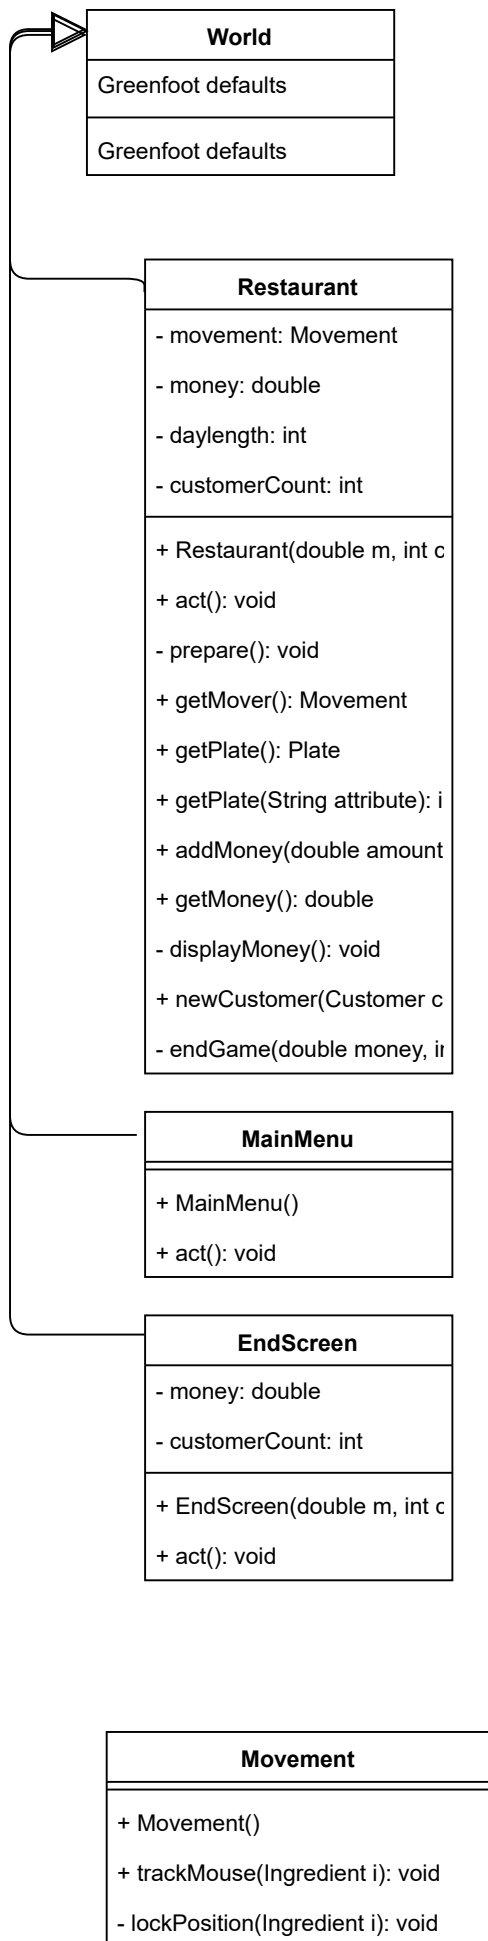 World
Greenfoot defaults
Greenfoot defaults
Restaurant
- movement: Movement
- money: double
- daylength: int
- customerCount: int
+ Restaurant(double m, int c
+ act(): void
- prepare(): void
+ getMover(): Movement
+ getPlate(): Plate
+ getPlate(String attribute): i
+ addMoney(double amount
+ getMoney(): double
- displayMoney(): void
+ newCustomer(Customer c
- endGame(double money, in
MainMenu
+ MainMenu()
+ act(): void
EndScreen
- money: double
- customerCount: int
+ EndScreen(double m, int c
+ act(): void
Movement
+ Movement()
+ trackMouse(Ingredient i): void
- lockPosition(Ingredient i): void